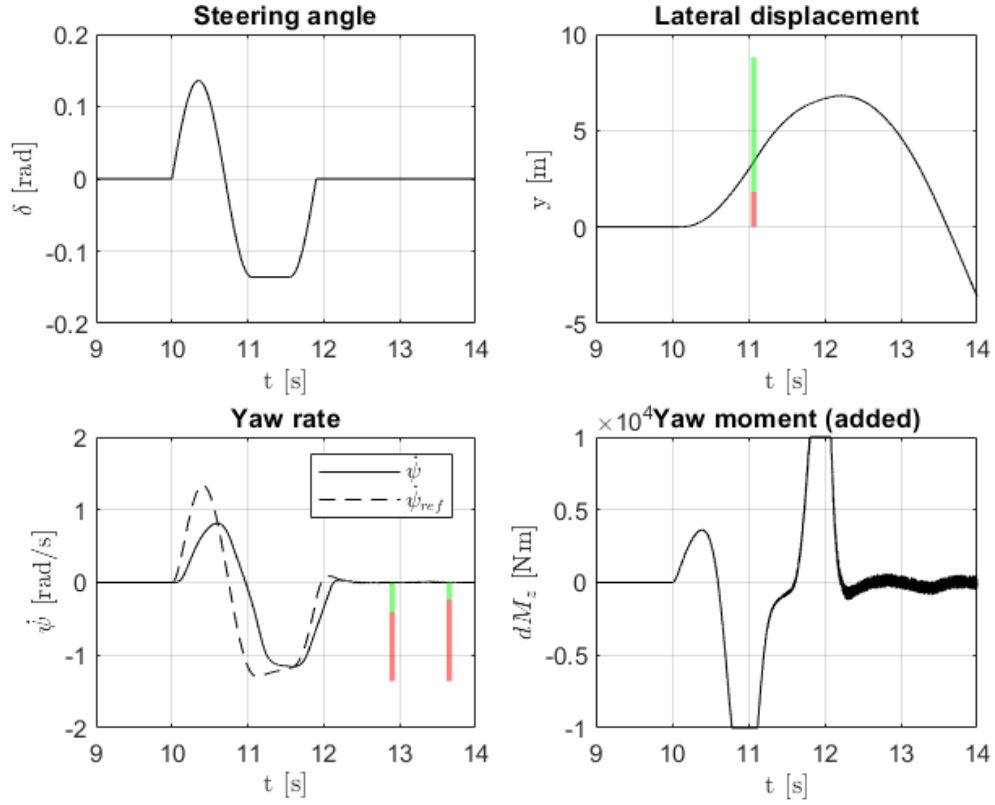 Steering angle
0.2
0.1
0
-0.1
-0.2
δ [rad]
9 10 11 12 13 14
t [s]
Lateral displacement
10
5
0
-5
y [m]
9 10 11 12 13 14
t [s]
Yaw rate
2
1
0
-1
-2
ψ̇ [rad/s]
ψ̇
ψ̇ref
9 10 11 12 13 14
t [s]
×10⁴ Yaw moment (added)
1
0.5
0
-0.5
-1
dMz [Nm]
9 10 11 12 13 14
t [s]